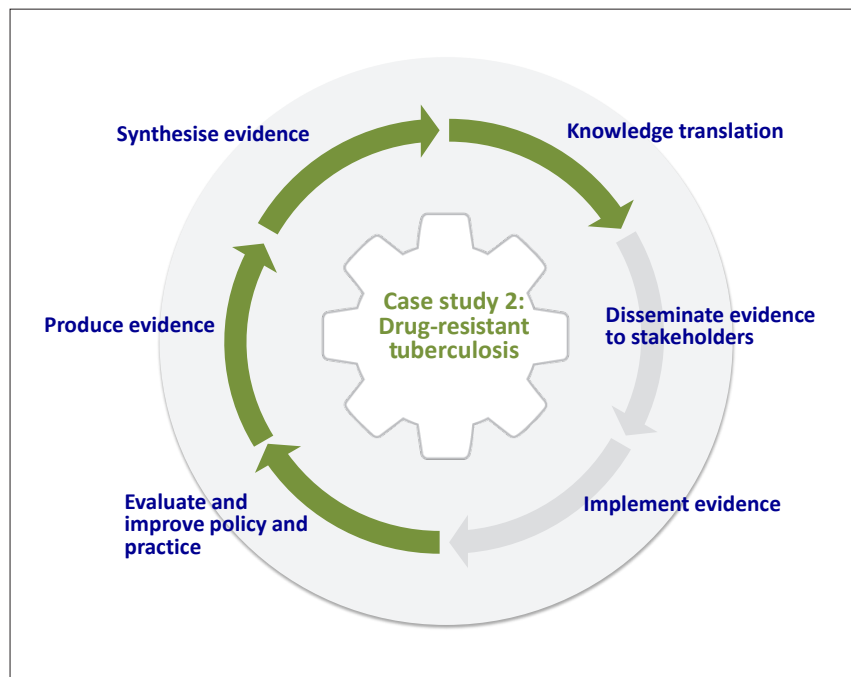 Synthesise evidence
Knowledge translation
Case study 2:
Drug-resistant
tuberculosis
Produce evidence
Disseminate evidence
to stakeholders
Evaluate and
improve policy and
practice
Implement evidence